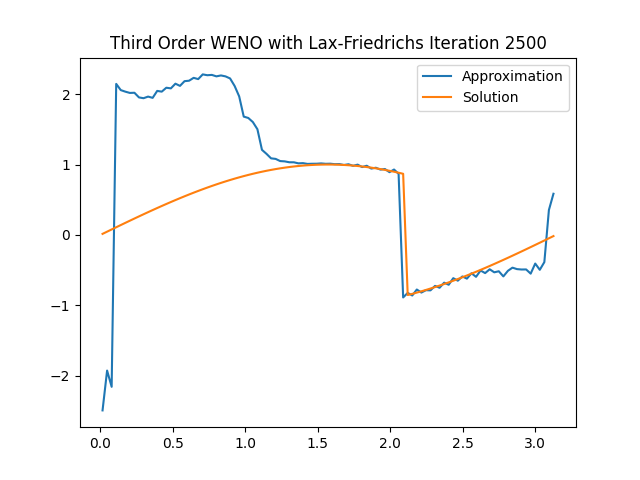 Third Order WENO with Lax-Friedrichs Iteration 2500
Approximation
Solution
2
1
0
−1
−2
0.0 0.5 1.0 1.5 2.0 2.5 3.0